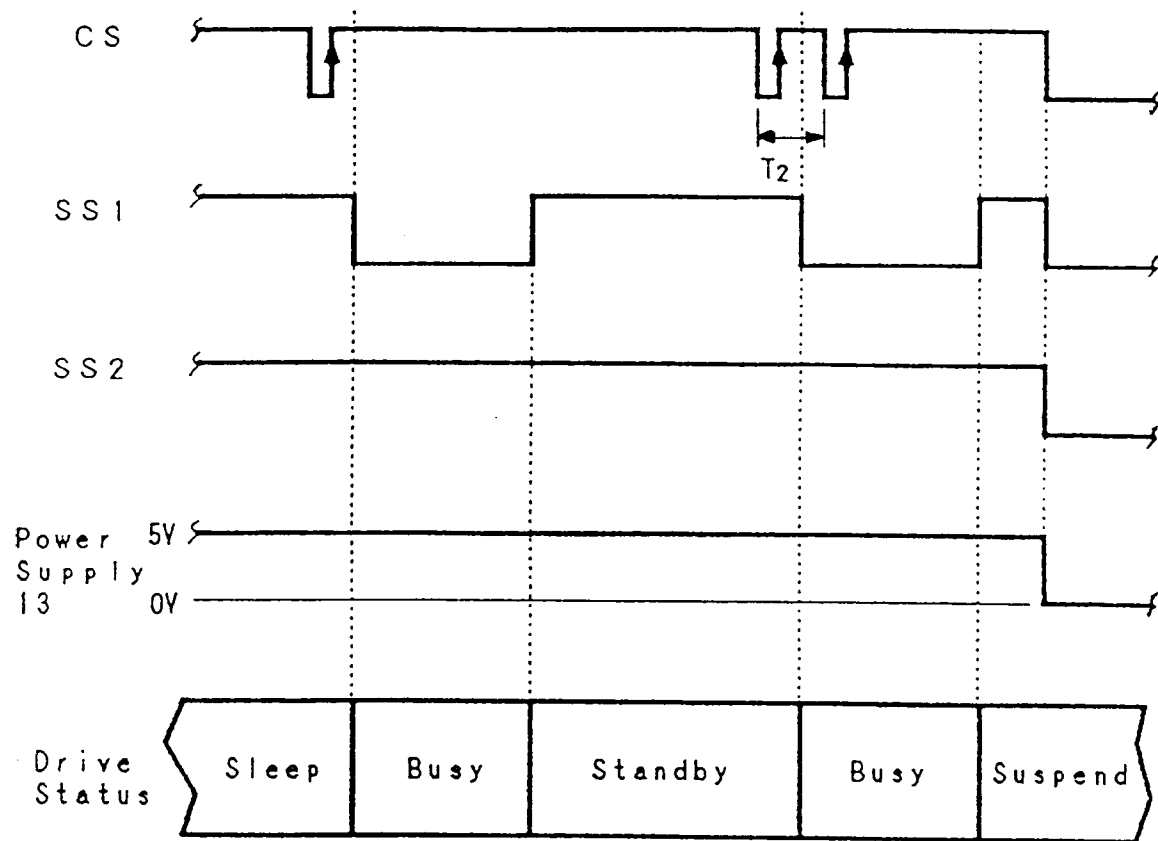 CS
T2
SS1
SS2
Power 5V
Supply
13 0V
Drive
Status
Sleep Busy Standby Busy Suspend